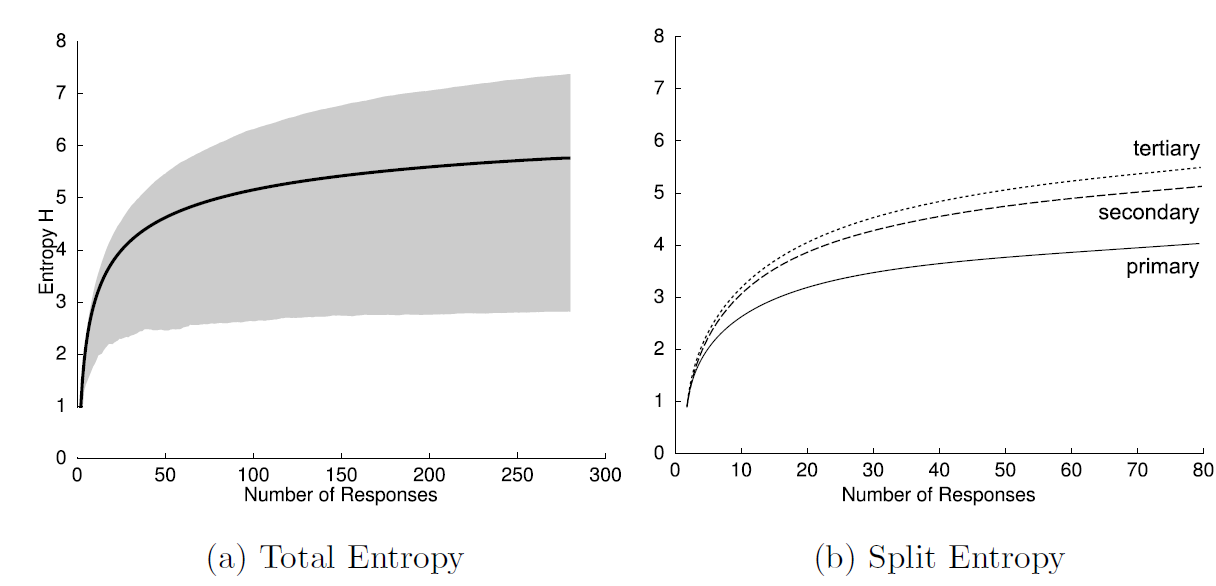 8
7
6
5
4
3
2
1
0
Entropy H
0 50 100 150 200 250 300
Number of Responses
(a) Total Entropy
8
7
6
5
4
3
2
1
0
tertiary
secondary
primary
0 10 20 30 40 50 60 70 80
Number of Responses
(b) Split Entropy